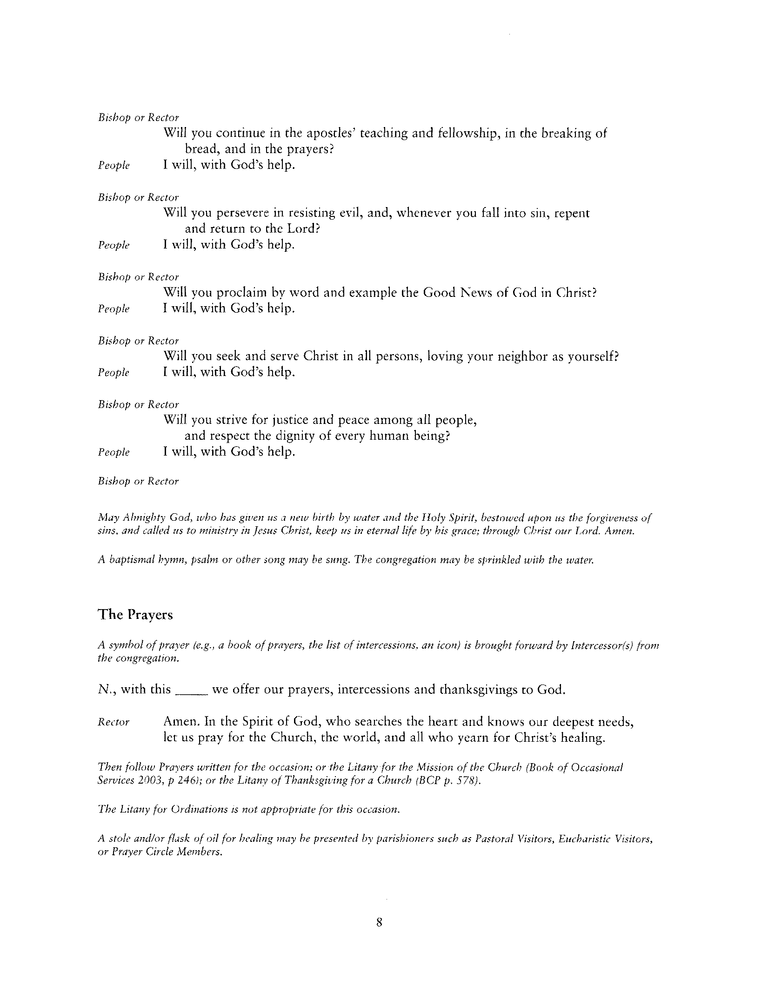 Bishop or Rector
Will you continue in the apostles' teaching and fellowship, in the breaking of
bread, and in the prayers?
People I will, with God's help.
Bishop or Rector
Will you persevere in resisting evil, and, whenever you fall into sin, repent
and return to the Lord?
People I will, with God's help.
Bishop or Rector
Will you proclaim by word and example the Good News of God in Christ?
People I will, with God's help.
Bishop or Rector
Will you seek and serve Christ in all persons, loving your neighbor as yourself?
People I will, with God's help.
Bishop or Rector
Will you strive for justice and peace among all people,
and respect the dignity of every human being?
People I will, with God's help.
Bishop or Rector
May Almighty God, who has given us a new birth by water and the Holy Spirit, bestowed upon us the forgiveness of
sins, and called us to ministry in Jesus Christ, keep us in eternal life by his grace; through Christ our Lord. Amen.
A baptismal hymn, psalm or other song may be sung. The congregation may be sprinkled with the water.
The Prayers
A symbol of prayer (e.g., a book of prayers, the list of intercessions, an icon) is brought forward by Intercessor(s) from
the congregation.
N., with this _____ we offer our prayers, intercessions and thanksgivings to God.
Rector Amen. In the Spirit of God, who searches the heart and knows our deepest needs,
let us pray for the Church, the world, and all who yearn for Christ's healing.
Then follow Prayers written for the occasion; or the Litany for the Mission of the Church (Book of Occasional
Services 2003, p 246); or the Litany of Thanksgiving for a Church (BCP p. 578).
The Litany for Ordinations is not appropriate for this occasion.
A stole and/or flask of oil for healing may be presented by parishioners such as Pastoral Visitors, Eucharistic Visitors,
or Prayer Circle Members.
8